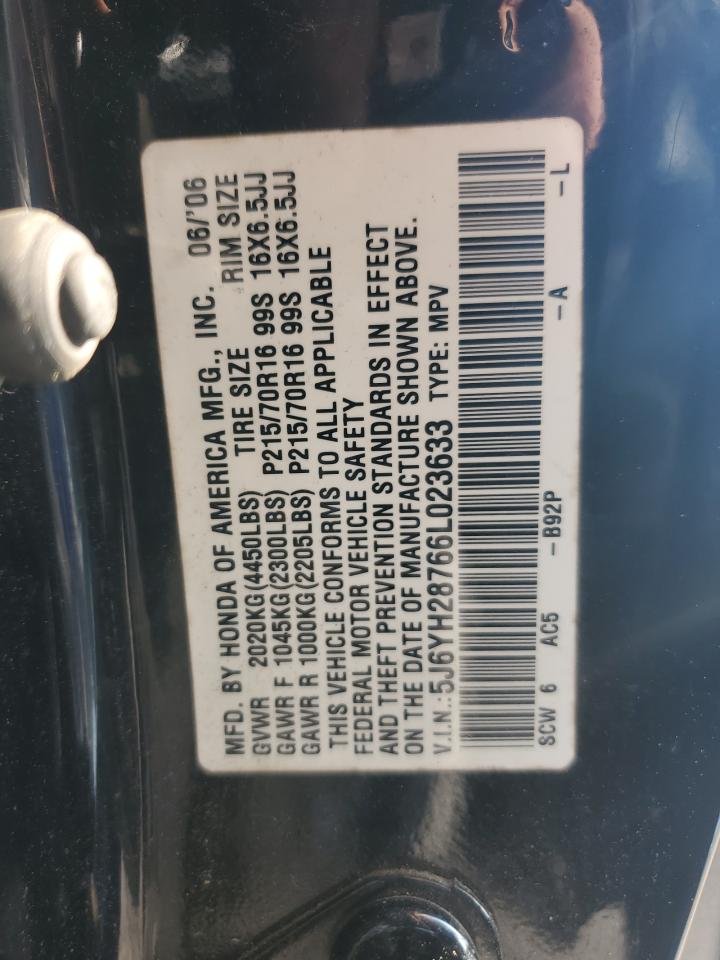 MFD. BY HONDA OF AMERICA MFG., INC. 06/'06
GVWR 2020KG(4450LBS) TIRE SIZE RIM SIZE
GAWR F 1045KG(2300LBS) P215/70R16 99S 16X6.5JJ
GAWR R 1000KG(2205LBS) P215/70R16 99S 16X6.5JJ
THIS VEHICLE CONFORMS TO ALL APPLICABLE
FEDERAL MOTOR VEHICLE SAFETY
AND THEFT PREVENTION STANDARDS IN EFFECT
ON THE DATE OF MANUFACTURE SHOWN ABOVE.
V.I.N.: 5J6YH28766L023633 TYPE: MPV
SCW 6 AC5 -B92P -A -L